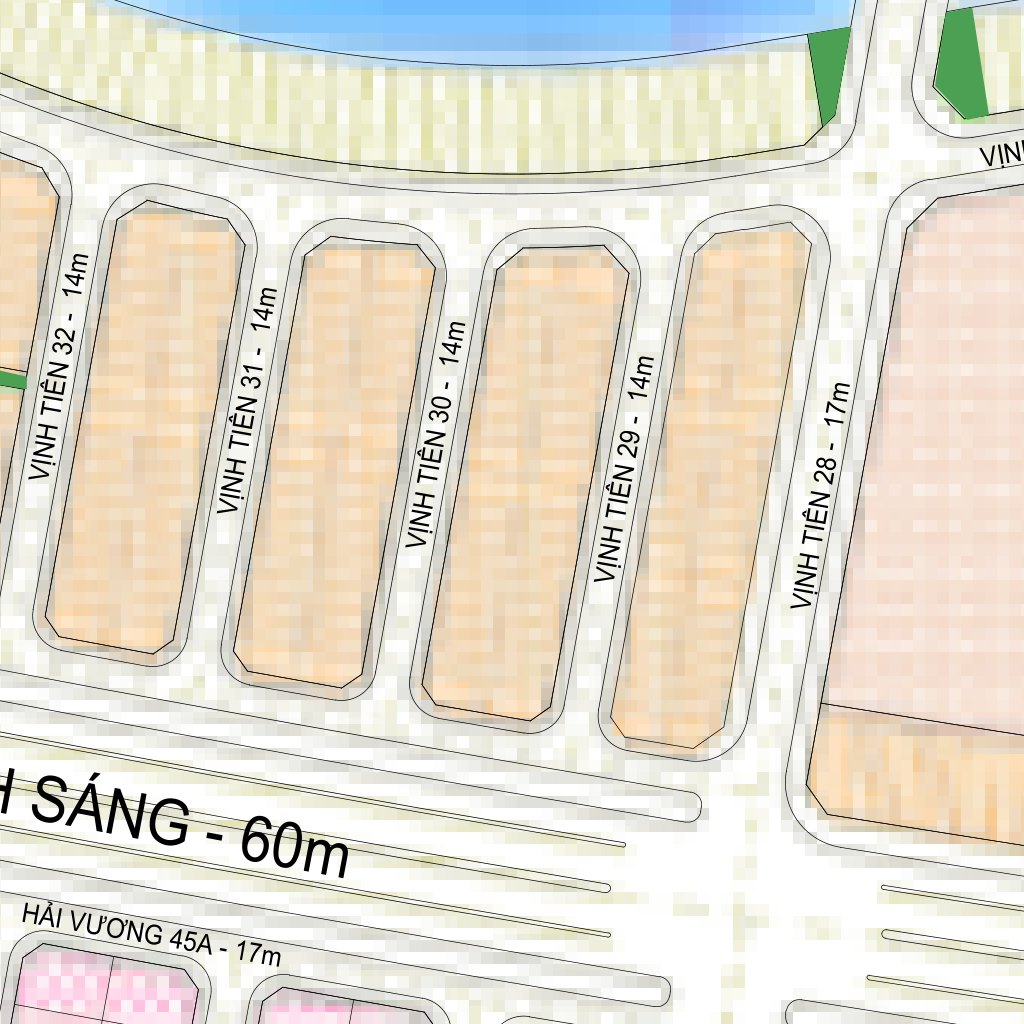 VỊNH TIÊN 32 - 14m
VỊNH TIÊN 31 - 14m
VỊNH TIÊN 30 - 14m
VỊNH TIÊN 29 - 14m
VỊNH TIÊN 28 - 17m
SÁNG - 60m
HẢI VƯƠNG 45A - 17m